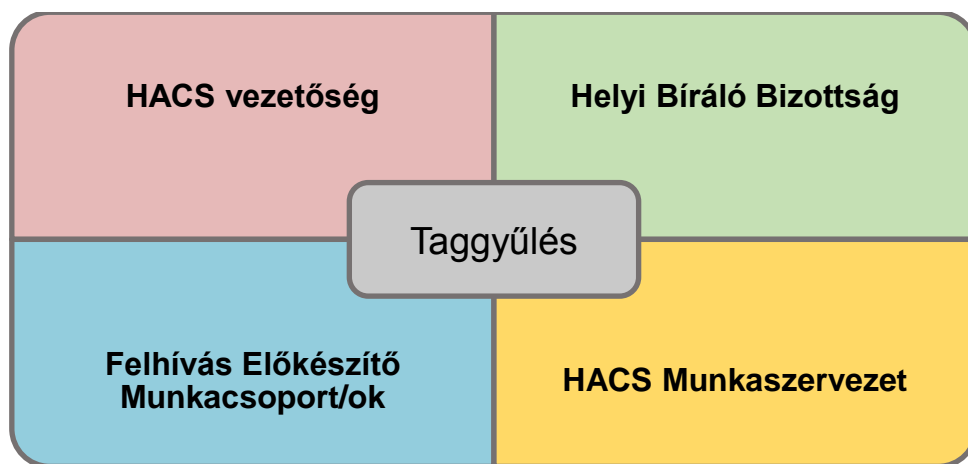 HACS vezetőség
Helyi Bíráló Bizottság
Taggyűlés
Felhívás Előkészítő
Munkacsoport/ok
HACS Munkaszervezet